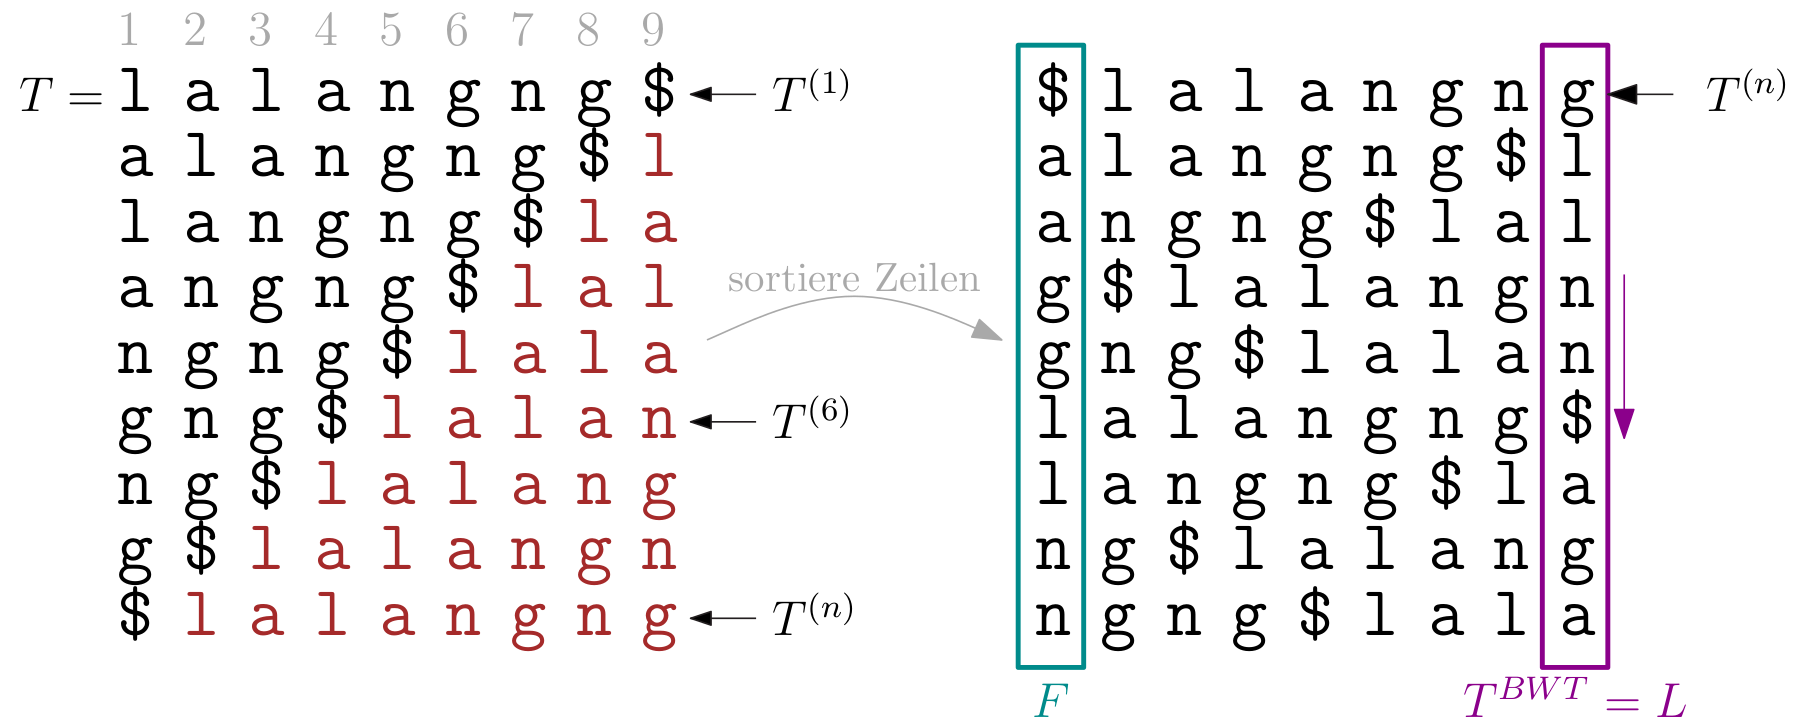 1 2 3 4 5 6 7 8 9
T = l a l a n g n g $ T^(1) $ l a l a n g n g T^(n)
a l a n g n g $ l a l a n g n g $ l
l a n g n g $ l a a n g n g $ l a l
a n g n g $ l a l sortiere Zeilen g $ l a l a n g n
n g n g $ l a l a g n g $ l a l a n
g n g $ l a l a n T^(6) l a l a n g n g $
n g $ l a l a n g l a n g n g $ l a
g $ l a l a n g n n g $ l a l a n g
$ l a l a n g n g T^(n) n g n g $ l a l a
F T^BWT = L